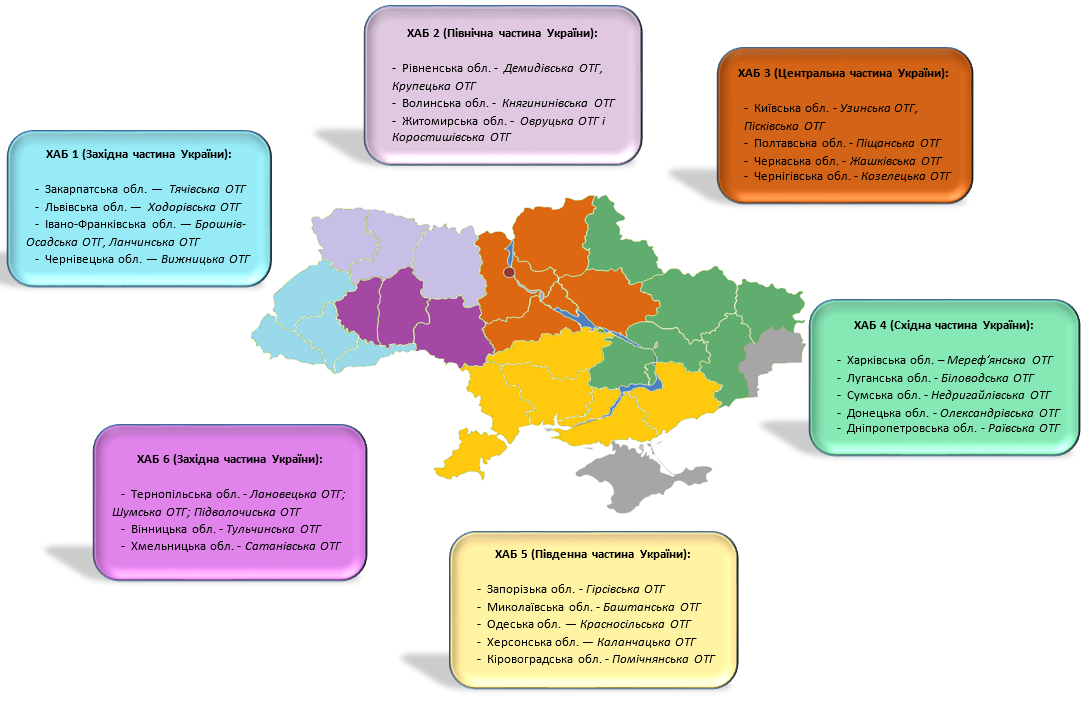 ХАБ 2 (Північна частина України):
- Рівненська обл. - Демидівська ОТГ,
Крупецька ОТГ
- Волинська обл. - Княгининівська ОТГ
- Житомирська обл. - Овруцька ОТГ і
Коростишівська ОТГ
ХАБ 3 (Центральна частина України):
- Київська обл. - Узинська ОТГ,
Пісківська ОТГ
- Полтавська обл. - Піщанська ОТГ
- Черкаська обл. - Жашківська ОТГ
- Чернігівська обл. - Козелецька ОТГ
ХАБ 1 (Західна частина України):
- Закарпатська обл. — Тячівська ОТГ
- Львівська обл. — Ходорівська ОТГ
- Івано-Франківська обл. — Брошнів-
Осадська ОТГ, Ланчинська ОТГ
- Чернівецька обл. — Вижницька ОТГ
ХАБ 4 (Східна частина України):
- Харківська обл. – Мереф’янська ОТГ
- Луганська обл. - Біловодська ОТГ
- Сумська обл. - Недригайлівська ОТГ
- Донецька обл. - Олександрівська ОТГ
- Дніпропетровська обл. - Раївська ОТГ
ХАБ 6 (Західна частина України):
- Тернопільська обл. - Лановецька ОТГ;
Шумська ОТГ; Підволочиська ОТГ
- Вінницька обл. - Тульчинська ОТГ
- Хмельницька обл. - Сатанівська ОТГ
ХАБ 5 (Південна частина України):
- Запорізька обл. - Гірсівська ОТГ
- Миколаївська обл. - Баштанська ОТГ
- Одеська обл. — Красносільська ОТГ
- Херсонська обл. — Каланчацька ОТГ
- Кіровоградська обл. - Помічнянська ОТГ